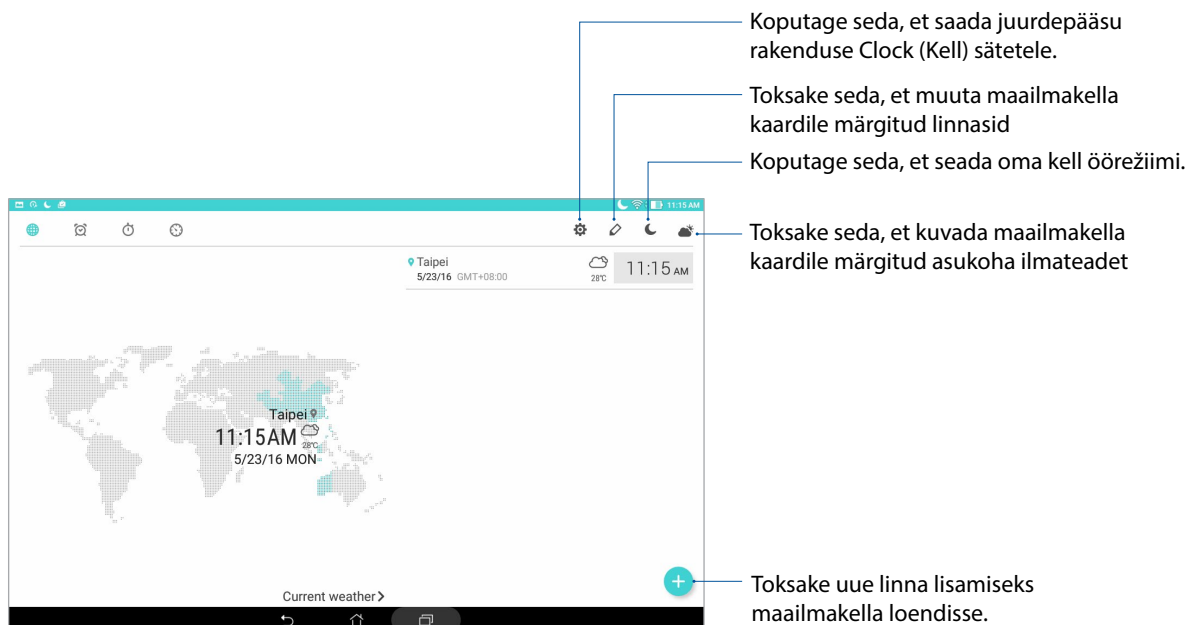 Koputage seda, et saada juurdepääsu
rakenduse Clock (Kell) sätetele.
Toksake seda, et muuta maailmakella
kaardile märgitud linnasid
Koputage seda, et seada oma kell öörežiimi.
11:15 AM
Toksake seda, et kuvada maailmakella
kaardile märgitud asukoha ilmateadet
Taipei
5/23/16 GMT+08:00
28°C
11:15 AM
Taipei
11:15AM
28°C
5/23/16 MON
Current weather
Toksake uue linna lisamiseks
maailmakella loendisse.